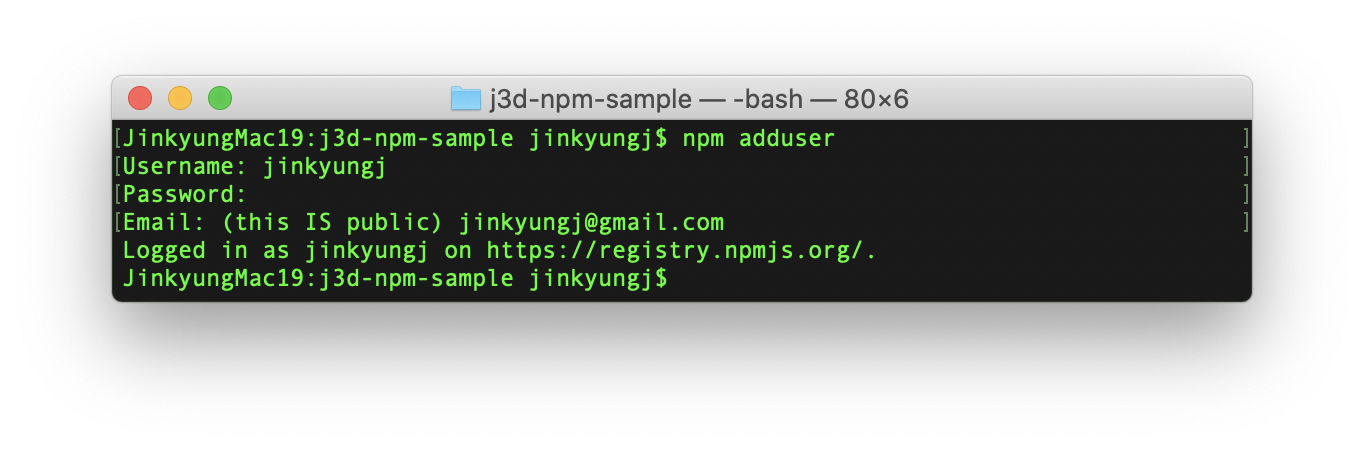 j3d-npm-sample — -bash — 80×6
[JinkyungMac19:j3d-npm-sample jinkyungj$ npm adduser ]
[Username: jinkyungj ]
[Password: ]
[Email: (this IS public) jinkyungj@gmail.com ]
Logged in as jinkyungj on https://registry.npmjs.org/.
JinkyungMac19:j3d-npm-sample jinkyungj$